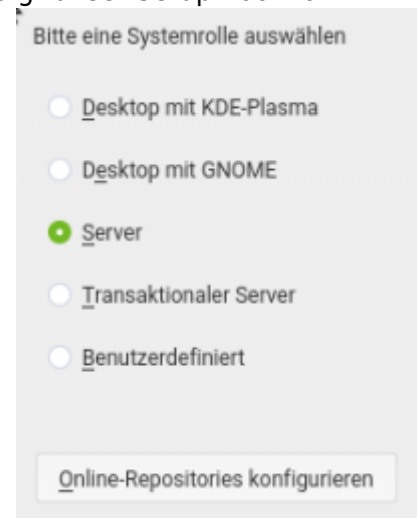 Bitte eine Systemrolle auswählen
Desktop mit KDE-Plasma
Desktop mit GNOME
Server
Transaktionaler Server
Benutzerdefiniert
Online-Repositories konfigurieren